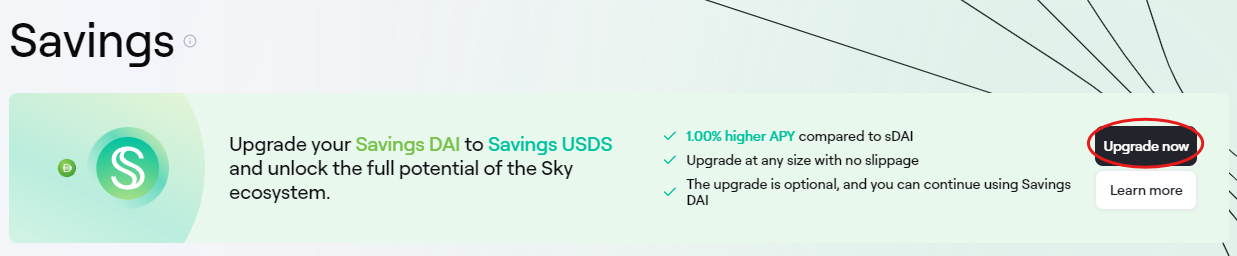 Savings
Upgrade your Savings DAI to Savings USDS
and unlock the full potential of the Sky
ecosystem.
1.00% higher APY compared to sDAI
Upgrade at any size with no slippage
The upgrade is optional, and you can continue using Savings
DAI
Upgrade now
Learn more